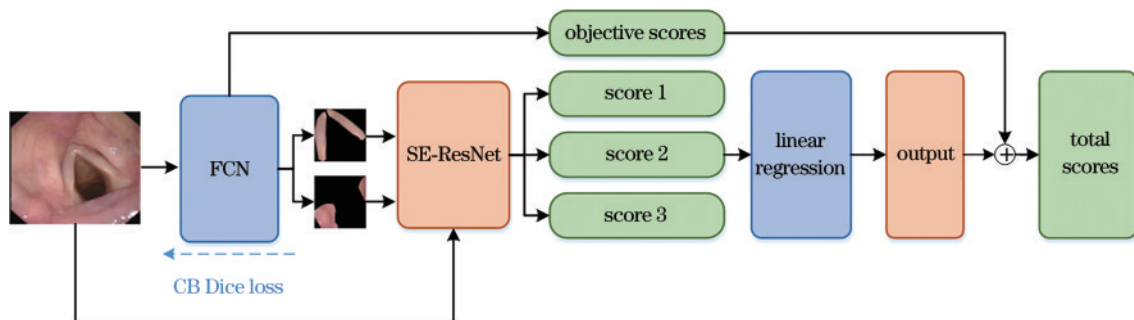 objective scores
FCN
CB Dice loss
SE-ResNet
score 1
score 2
score 3
linear
regression
output
total
scores